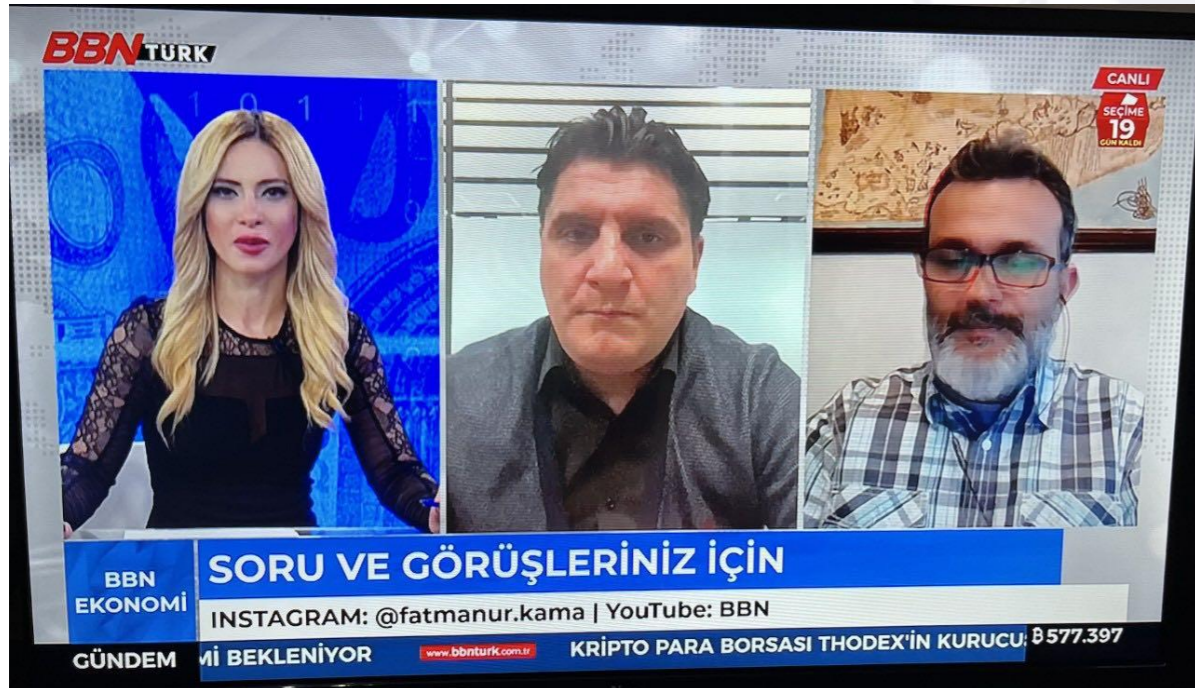 BBN TÜRK
CANLI
SEÇİME
19
GÜN KALDI
SORU VE GÖRÜŞLERİNİZ İÇİN
BBN
EKONOMİ
INSTAGRAM: @fatmanur.kama | YouTube: BBN
GÜNDEM
Mİ BEKLENİYOR
www.bbnturk.com.tr
KRİPTO PARA BORSASI THODEX'İN KURUCU
₿577.397